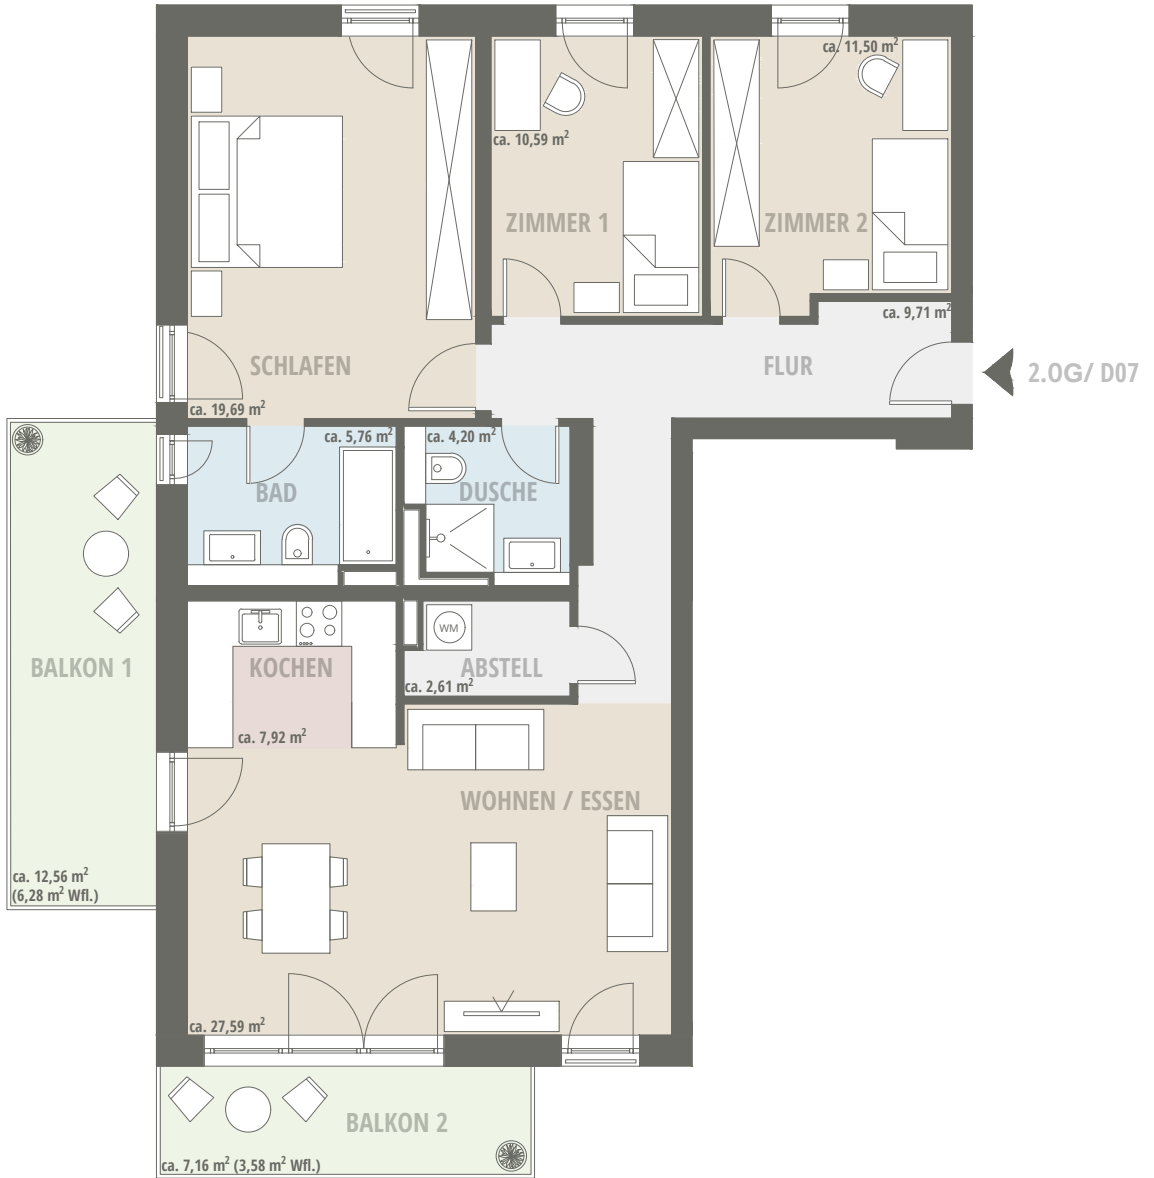 ca. 11,50 m²
ca. 10,59 m²
ZIMMER 1
ZIMMER 2
ca. 9,71 m²
SCHLAFEN
FLUR
2.OG/ D07
ca. 19,69 m²
ca. 5,76 m²
ca. 4,20 m²
BAD
DUSCHE
WM
BALKON 1
KOCHEN
ABSTELL
ca. 2,61 m²
ca. 7,92 m²
WOHNEN / ESSEN
ca. 12,56 m²
(6,28 m² Wfl.)
ca. 27,59 m²
BALKON 2
ca. 7,16 m² (3,58 m² Wfl.)